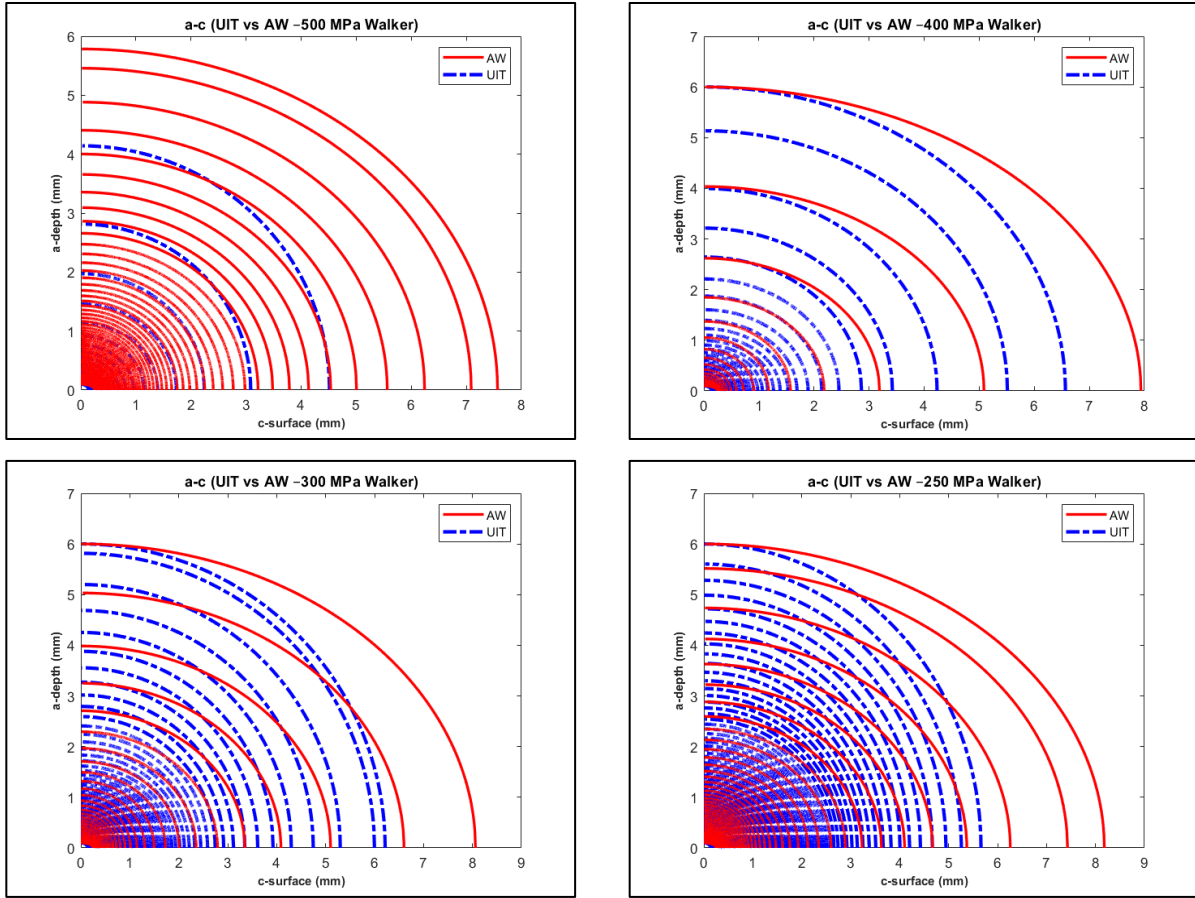 a-c (UIT vs AW −500 MPa Walker)
6
5
4
3
2
1
0
a-depth (mm)
AW
UIT
0 1 2 3 4 5 6 7 8
c-surface (mm)
a-c (UIT vs AW −400 MPa Walker)
7
6
5
4
3
2
1
0
a-depth (mm)
AW
UIT
0 1 2 3 4 5 6 7 8
c-surface (mm)
a-c (UIT vs AW −300 MPa Walker)
7
6
5
4
3
2
1
0
a-depth (mm)
AW
UIT
0 1 2 3 4 5 6 7 8 9
c-surface (mm)
a-c (UIT vs AW −250 MPa Walker)
7
6
5
4
3
2
1
0
a-depth (mm)
AW
UIT
0 1 2 3 4 5 6 7 8 9
c-surface (mm)